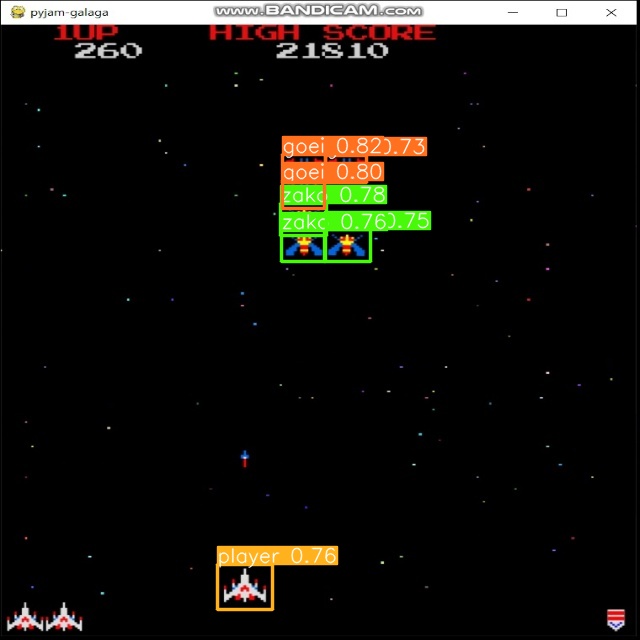 pyjam-galaga
www.BANDICAM.com
1UP HIGH SCORE
260 21810
goei 0.82 0.73
goei 0.80
zako 0.78
zako 0.76 0.75
player 0.76